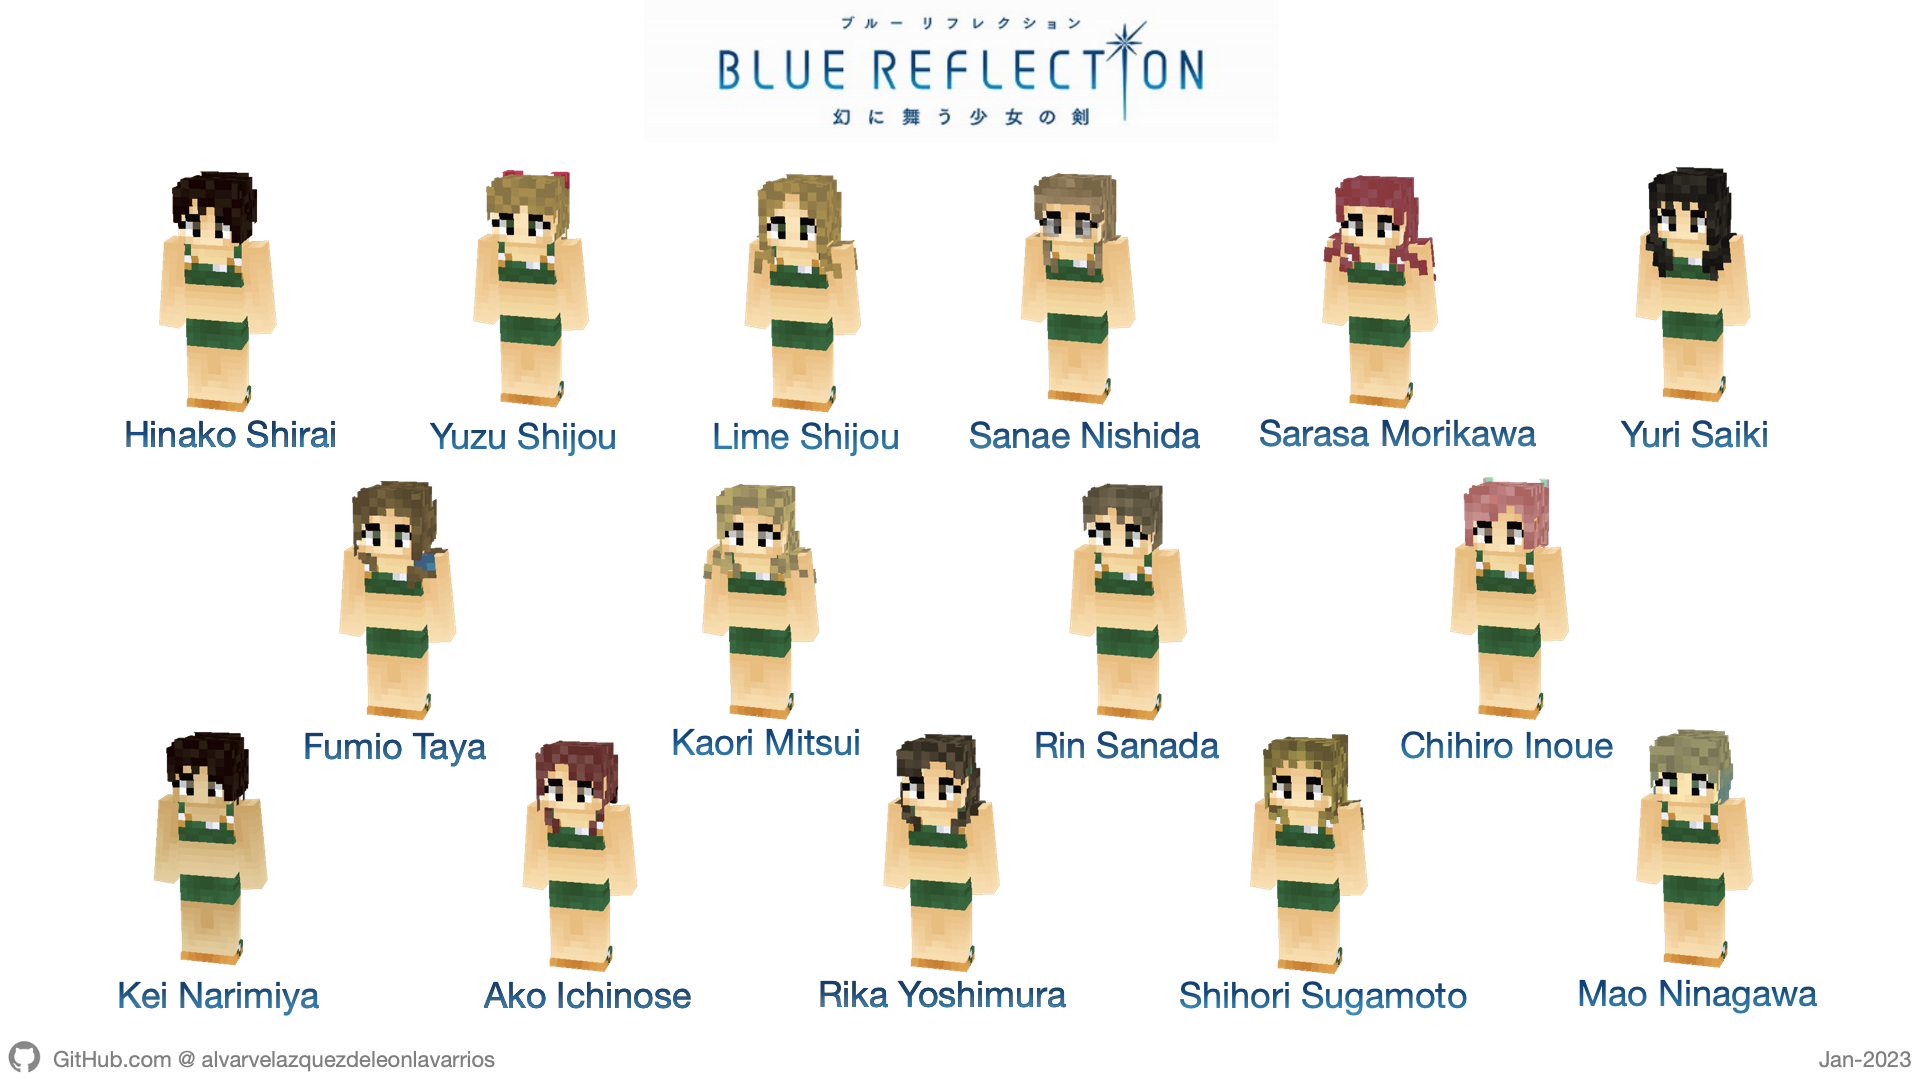 ブルーリフレクション
BLUE REFLECTION
幻に舞う少女の剣
Hinako Shirai
Yuzu Shijou
Lime Shijou
Sanae Nishida
Sarasa Morikawa
Yuri Saiki
Fumio Taya
Kaori Mitsui
Rin Sanada
Chihiro Inoue
Kei Narimiya
Ako Ichinose
Rika Yoshimura
Shihori Sugamoto
Mao Ninagawa
GitHub.com @ alvarvelazquezdeleonlavarrios
Jan-2023